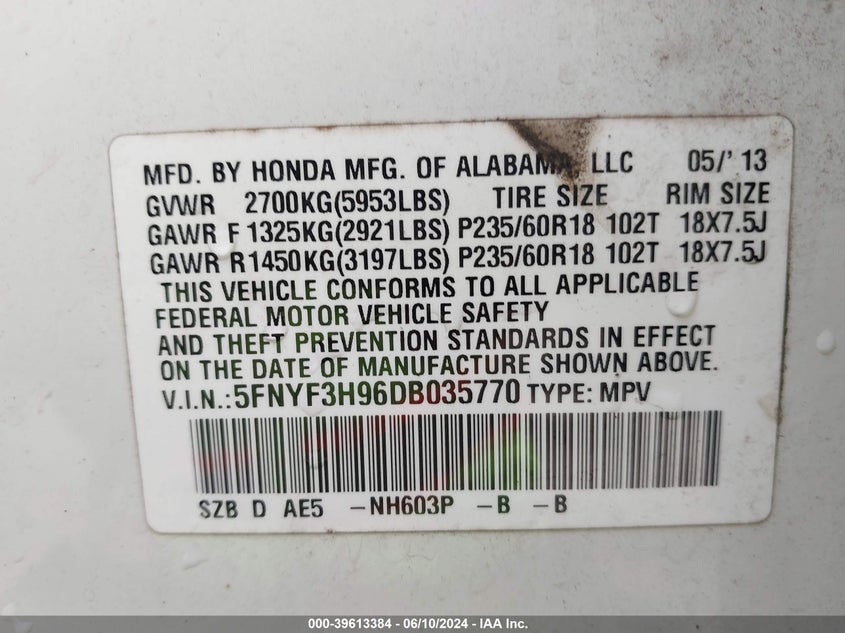 MFD. BY HONDA MFG. OF ALABAMA, LLC 05/'13
GVWR 2700KG(5953LBS) TIRE SIZE RIM SIZE
GAWR F1325KG(2921LBS) P235/60R18 102T 18X7.5J
GAWR R1450KG(3197LBS) P235/60R18 102T 18X7.5J
THIS VEHICLE CONFORMS TO ALL APPLICABLE
FEDERAL MOTOR VEHICLE SAFETY
AND THEFT PREVENTION STANDARDS IN EFFECT
ON THE DATE OF MANUFACTURE SHOWN ABOVE.
V.I.N.:5FNYF3H96DB035770 TYPE: MPV
SZB D AE5 -NH603P -B -B
000-39613384 - 06/10/2024 - IAA Inc.